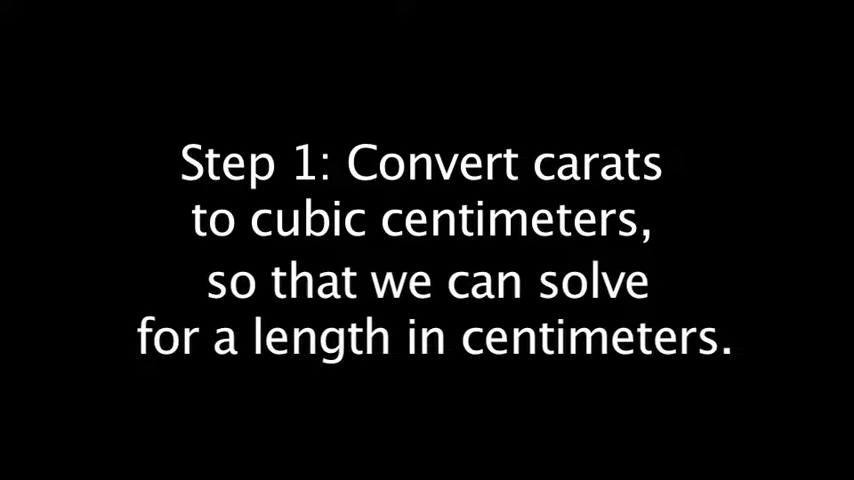 Step 1: Convert carats
to cubic centimeters,
so that we can solve
for a length in centimeters.